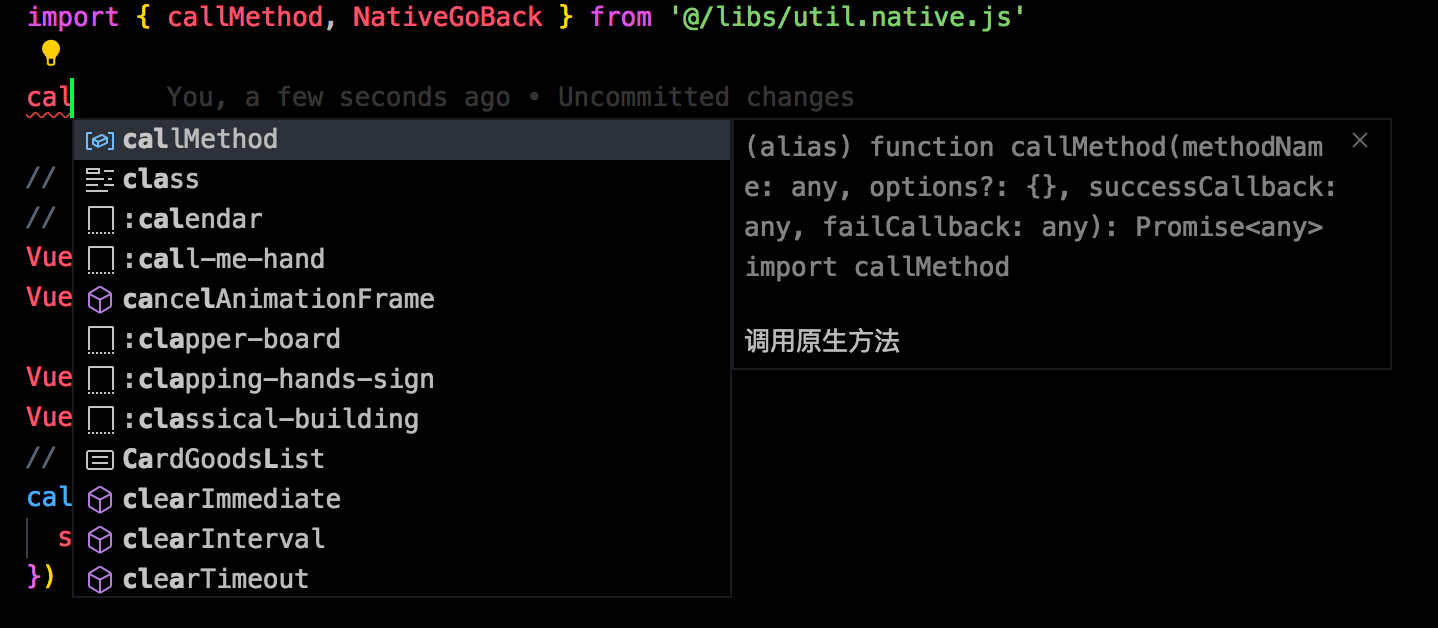 import { callMethod, NativeGoBack } from '@/libs/util.native.js'
cal You, a few seconds ago • Uncommitted changes
callMethod
class
:calendar
:call-me-hand
cancelAnimationFrame
:clapper-board
:clapping-hands-sign
:classical-building
CardGoodsList
clearImmediate
clearInterval
clearTimeout
(alias) function callMethod(methodNam
e: any, options?: {}, successCallback:
any, failCallback: any): Promise<any>
import callMethod
调用原生方法
//
//
Vue
Vue
Vue
Vue
//
cal
s
})